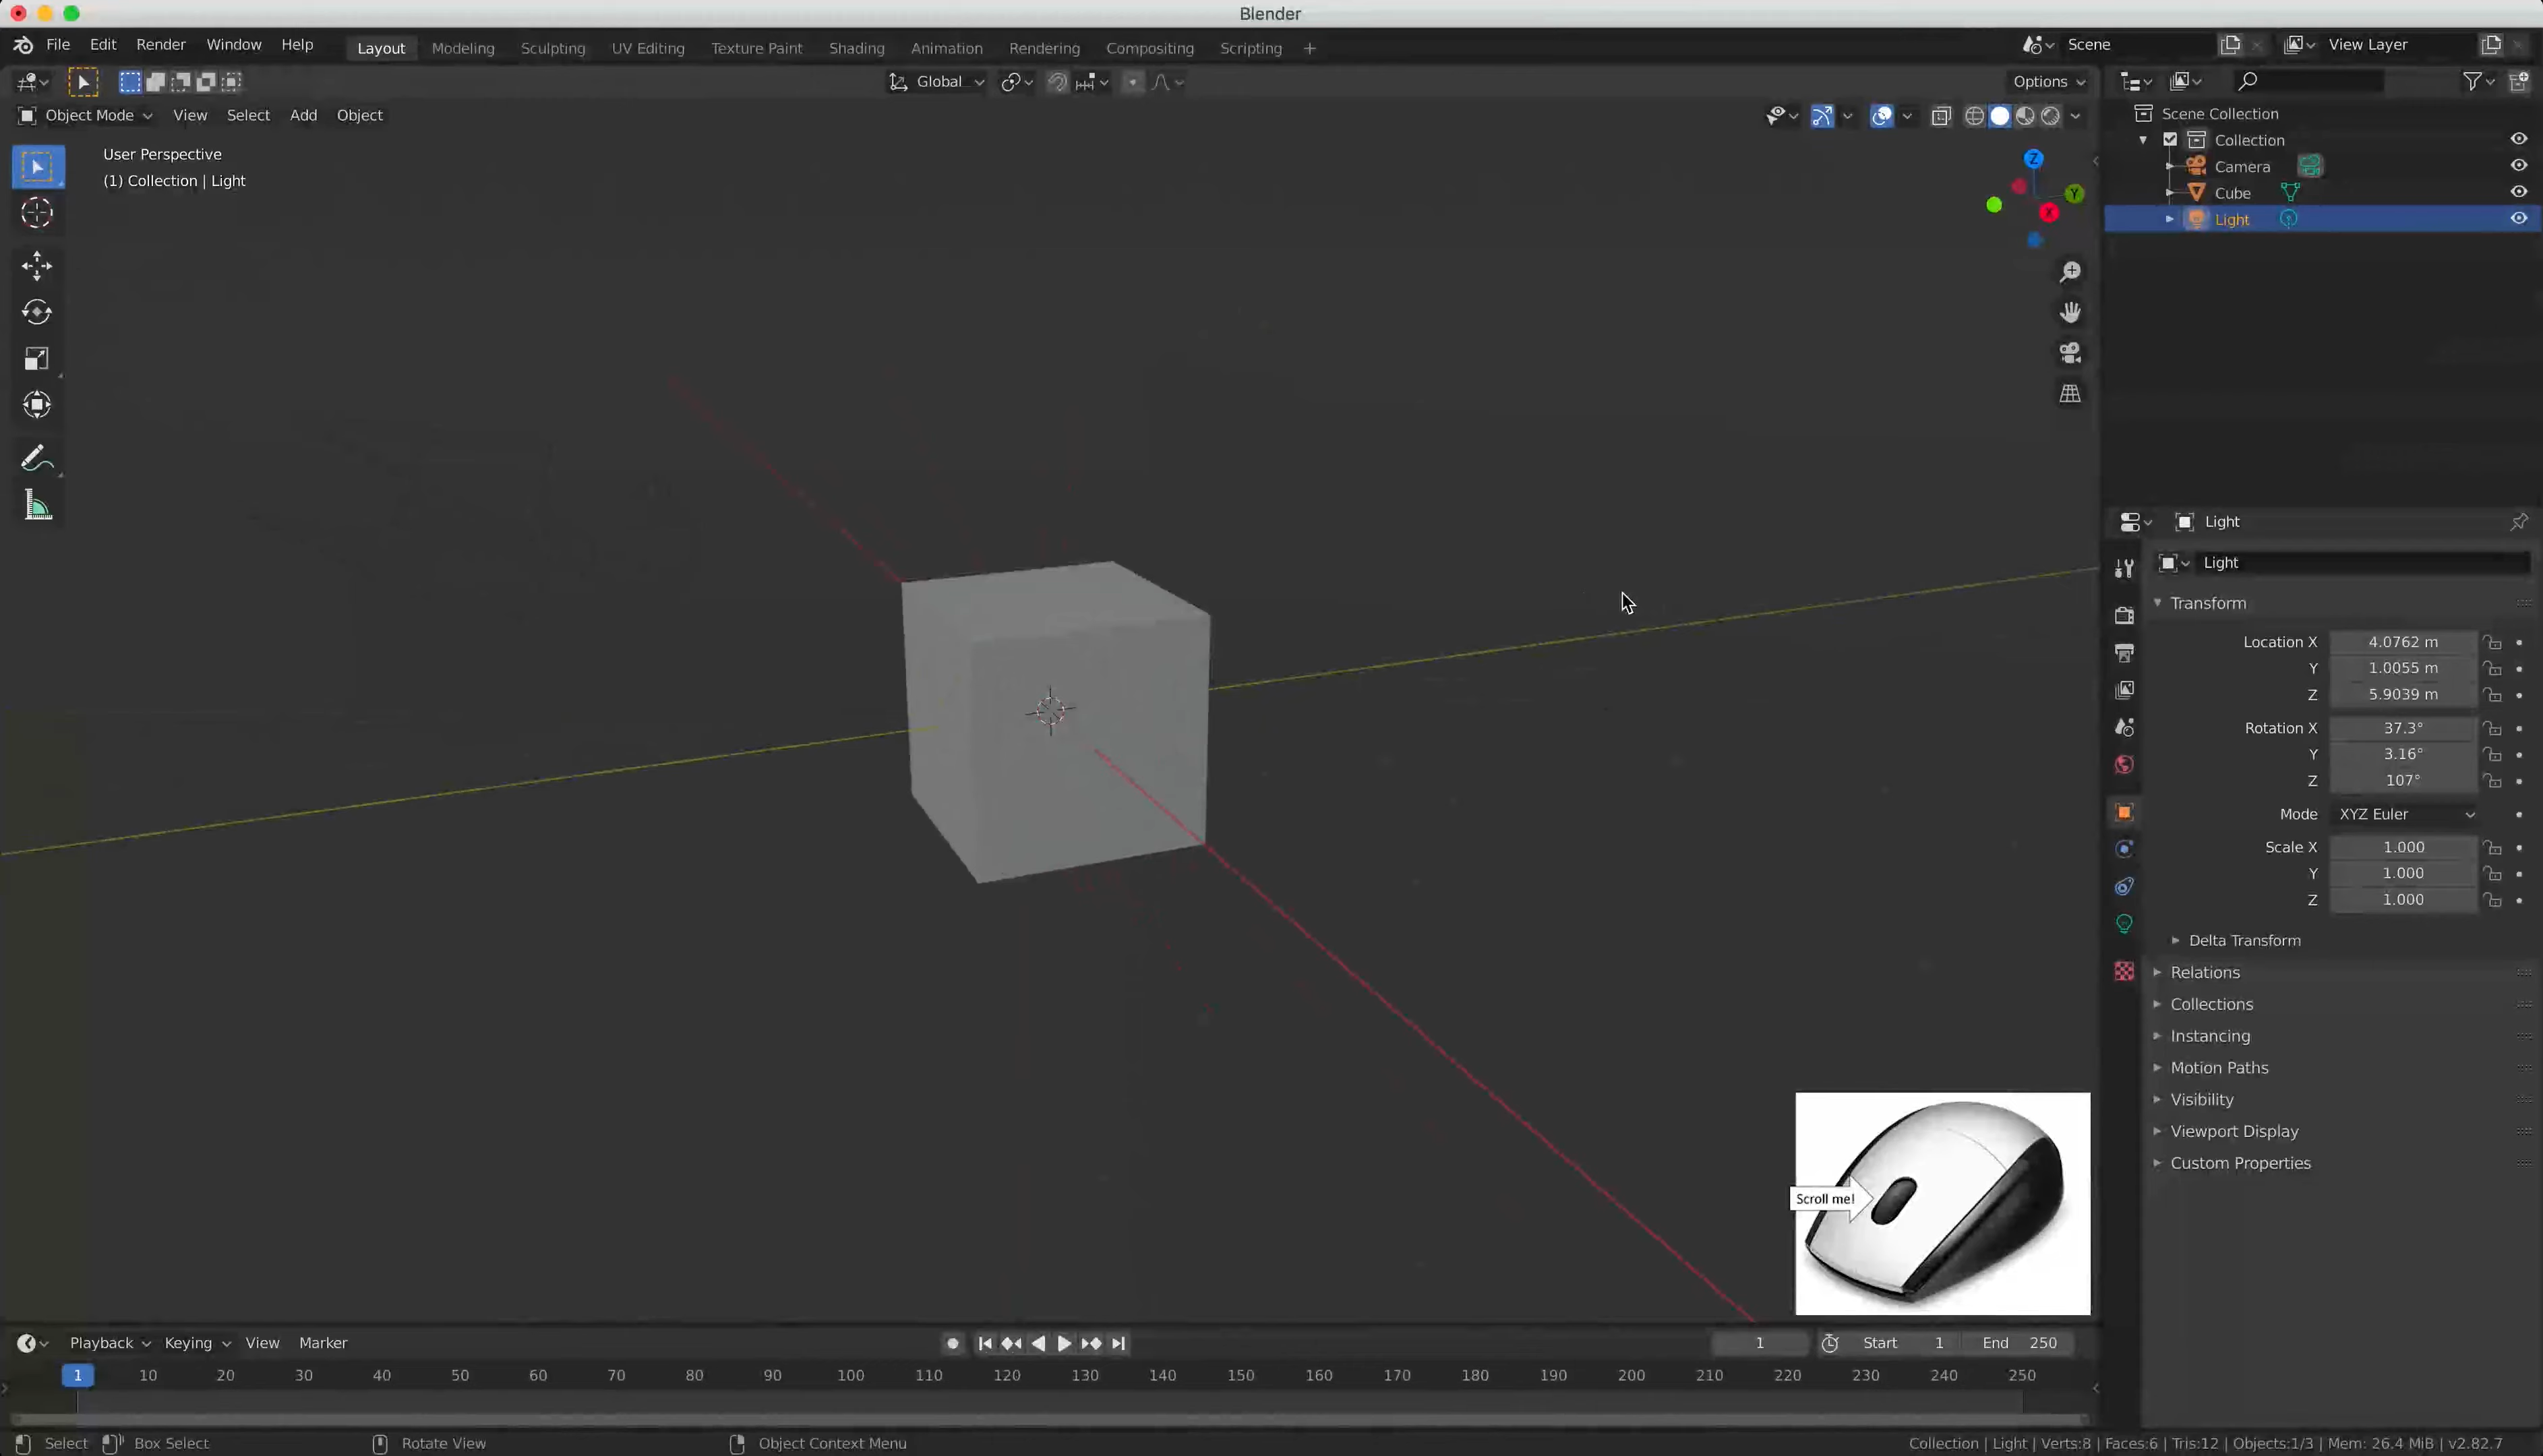 Blender
File Edit Render Window Help Layout Modeling Sculpting UV Editing Texture Paint Shading Animation Rendering Compositing Scripting + Scene View Layer
Global Options
Object Mode View Select Add Object
User Perspective
(1) Collection | Light
Z
Y
X
Scene Collection
Collection
Camera
Cube
Light
Light
Light
Transform
Location X 4.0762 m
Y 1.0055 m
Z 5.9039 m
Rotation X 37.3°
Y 3.16°
Z 107°
Mode XYZ Euler
Scale X 1.000
Y 1.000
Z 1.000
Delta Transform
Relations
Collections
Instancing
Motion Paths
Visibility
Viewport Display
Custom Properties
Scroll me!
Playback Keying View Marker 1 Start 1 End 250
1 10 20 30 40 50 60 70 80 90 100 110 120 130 140 150 160 170 180 190 200 210 220 230 240 250
Select Box Select Rotate View Object Context Menu Collection | Light | Verts:8 | Faces:6 | Tris:12 | Objects:1/3 | Mem: 26.4 MiB | v2.82.7